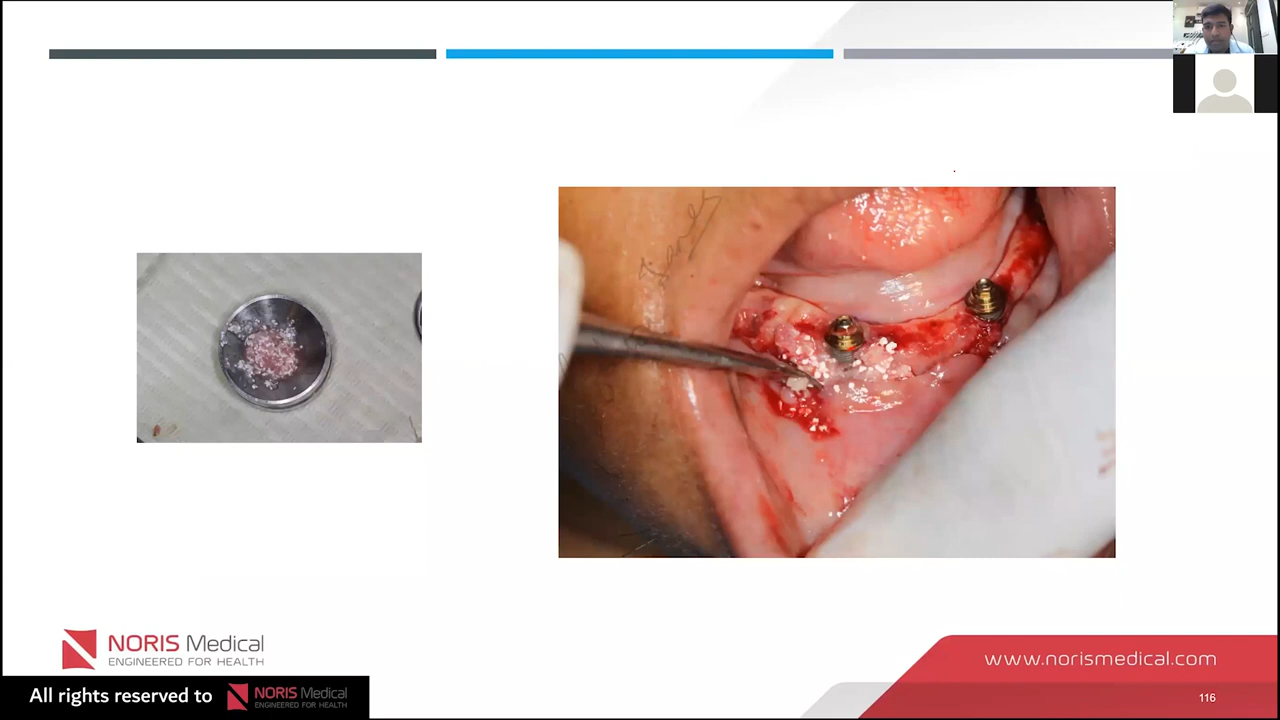 NORIS Medical
ENGINEERED FOR HEALTH
www.norismedical.com
All rights reserved to NORIS Medical
ENGINEERED FOR HEALTH
116